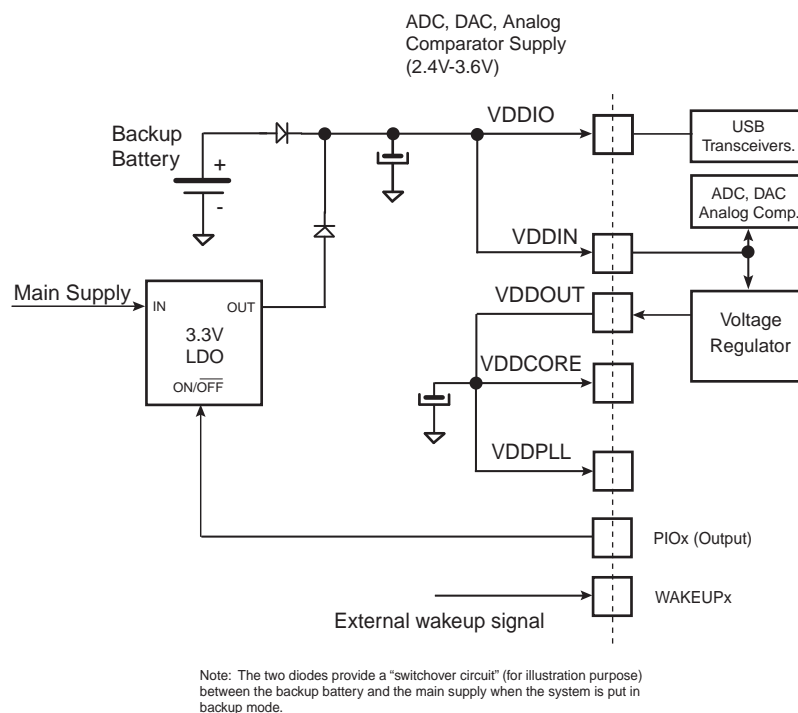 ADC, DAC, Analog
Comparator Supply
(2.4V-3.6V)
VDDIO
USB
Transceivers.
Backup
Battery
+
-
ADC, DAC
Analog Comp.
VDDIN
Main Supply
IN
OUT
3.3V
LDO
ON/OFF
VDDOUT
Voltage
Regulator
VDDCORE
VDDPLL
PIOx (Output)
WAKEUPx
External wakeup signal
Note: The two diodes provide a “switchover circuit” (for illustration purpose)
between the backup battery and the main supply when the system is put in
backup mode.